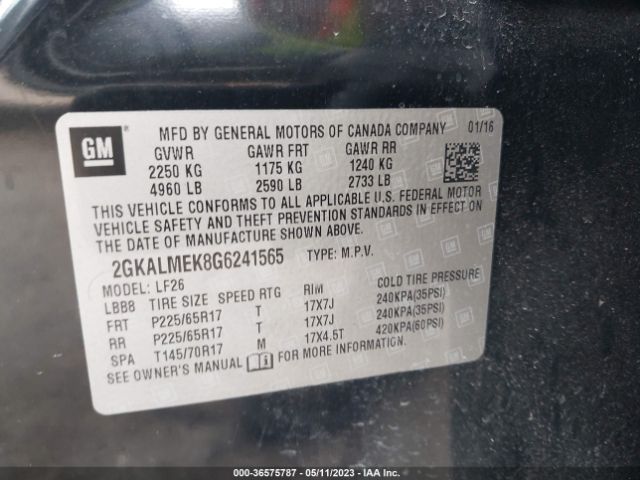 GM
MFD BY GENERAL MOTORS OF CANADA COMPANY 01/16
GVWR GAWR FRT GAWR RR
2250 KG 1175 KG 1240 KG
4960 LB 2590 LB 2733 LB
THIS VEHICLE CONFORMS TO ALL APPLICABLE U.S. FEDERAL MOTOR
VEHICLE SAFETY AND THEFT PREVENTION STANDARDS IN EFFECT ON
THE DATE OF MANUFACTURE SHOWN ABOVE.
2GKALMEK8G6241565 TYPE: M.P.V.
MODEL: LF26
LBB8 TIRE SIZE SPEED RTG RIM COLD TIRE PRESSURE
FRT P225/65R17 T 17X7J 240KPA(35PSI)
RR P225/65R17 T 17X7J 240KPA(35PSI)
SPA T145/70R17 M 17X4.5T 420KPA(60PSI)
SEE OWNER'S MANUAL FOR MORE INFORMATION.
000-36575787 - 05/11/2023 - IAA Inc.